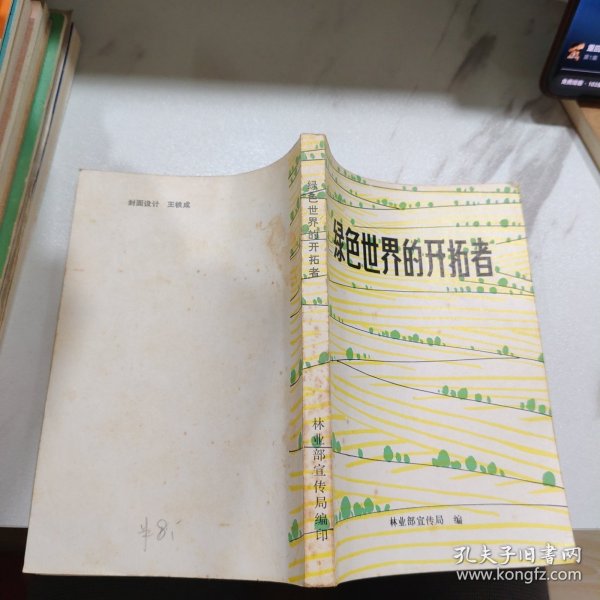 封面设计 王铁成
绿色世界的开拓者
林业部宣传局编印
绿色世界的开拓者
林业部宣传局 编
孔夫子旧书网
www.kongfz.com